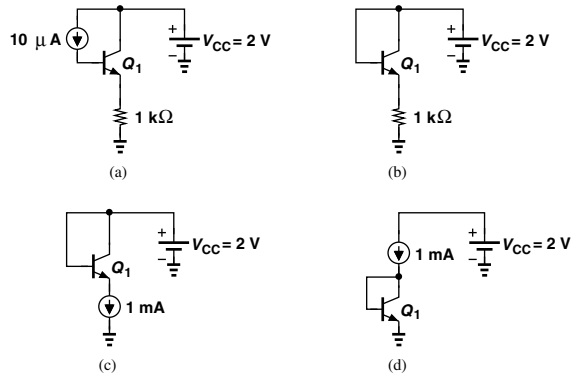 10 μ A
Q1
+
−
VCC = 2 V
1 kΩ
(a)
Q1
+
−
VCC = 2 V
1 kΩ
(b)
Q1
1 mA
+
−
VCC = 2 V
(c)
1 mA
Q1
+
−
VCC = 2 V
(d)